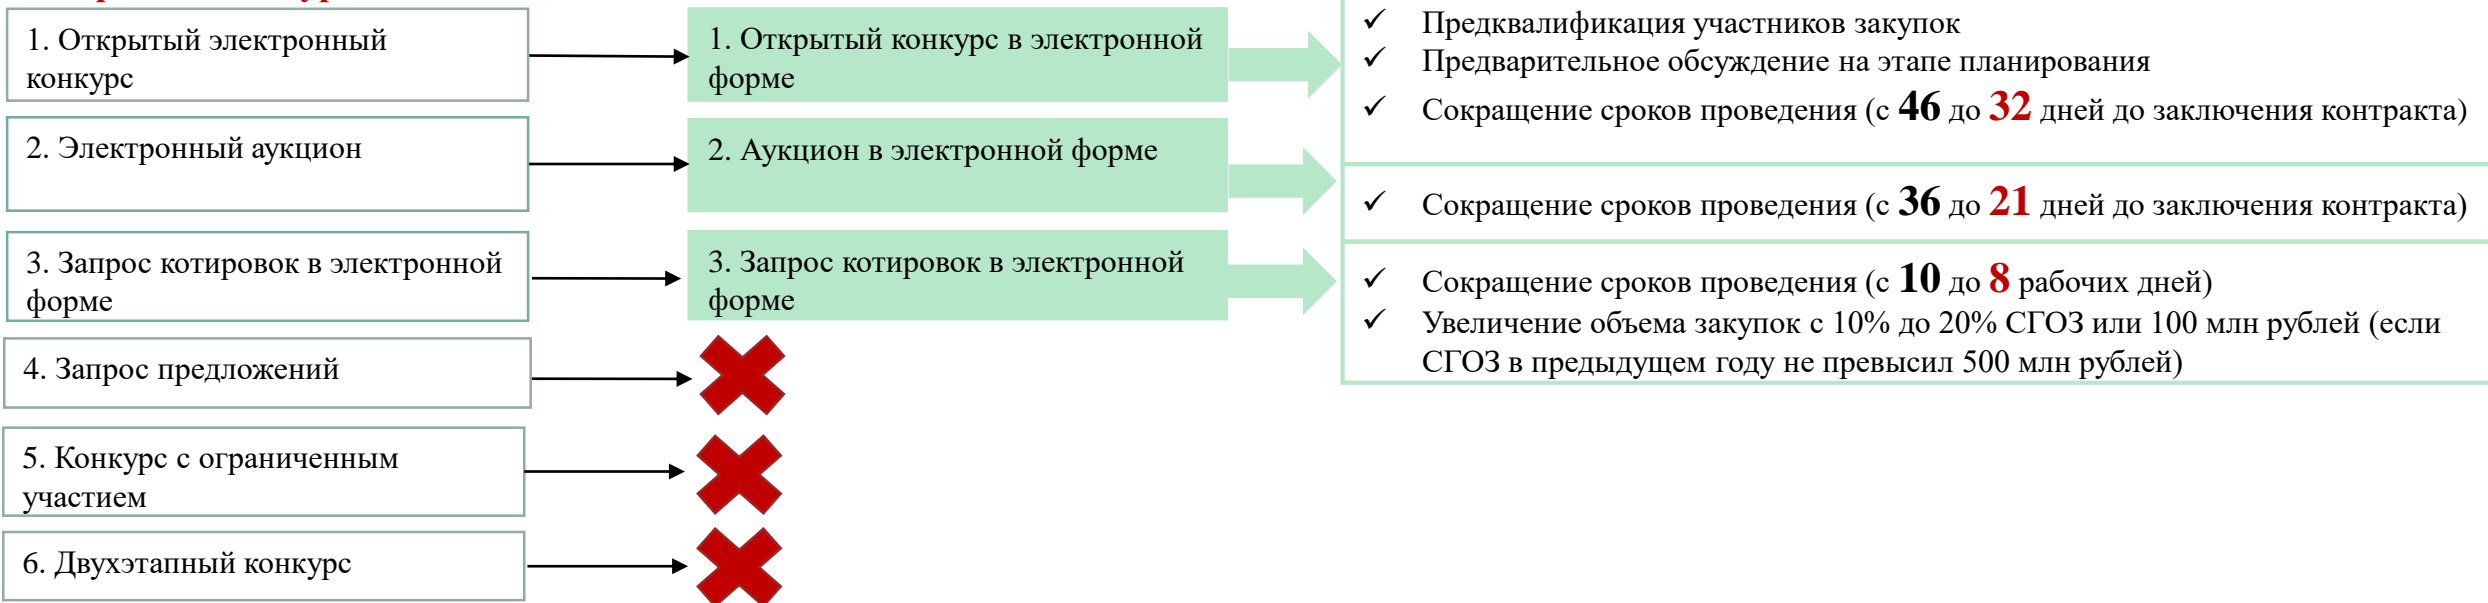 1. Открытый электронный
конкурс
2. Электронный аукцион
3. Запрос котировок в электронной
форме
4. Запрос предложений
5. Конкурс с ограниченным
участием
6. Двухэтапный конкурс
1. Открытый конкурс в электронной
форме
2. Аукцион в электронной форме
3. Запрос котировок в электронной
форме
✓ Предквалификация участников закупок
✓ Предварительное обсуждение на этапе планирования
✓ Сокращение сроков проведения (с 46 до 32 дней до заключения контракта)
✓ Сокращение сроков проведения (с 36 до 21 дней до заключения контракта)
✓ Сокращение сроков проведения (с 10 до 8 рабочих дней)
✓ Увеличение объема закупок с 10% до 20% СГОЗ или 100 млн рублей (если
СГОЗ в предыдущем году не превысил 500 млн рублей)